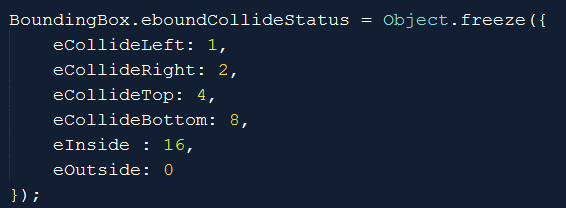 BoundingBox.eboundCollideStatus = Object.freeze({
    eCollideLeft: 1,
    eCollideRight: 2,
    eCollideTop: 4,
    eCollideBottom: 8,
    eInside : 16,
    eOutside: 0
});